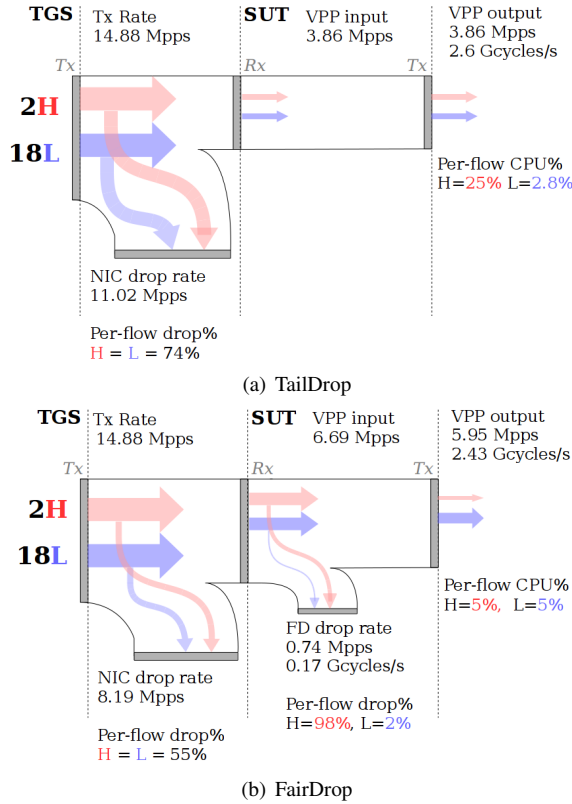 TGS
Tx Rate
14.88 Mpps
SUT
VPP input
3.86 Mpps
VPP output
3.86 Mpps
2.6 Gcycles/s
Tx
Rx
Tx
2H
18L
Per-flow CPU%
H=25% L=2.8%
NIC drop rate
11.02 Mpps
Per-flow drop%
H = L = 74%
(a) TailDrop
TGS
Tx Rate
14.88 Mpps
SUT
VPP input
6.69 Mpps
VPP output
5.95 Mpps
2.43 Gcycles/s
Tx
Rx
Tx
2H
18L
Per-flow CPU%
H=5%, L=5%
FD drop rate
0.74 Mpps
0.17 Gcycles/s
NIC drop rate
8.19 Mpps
Per-flow drop%
H=98%, L=2%
Per-flow drop%
H = L = 55%
(b) FairDrop